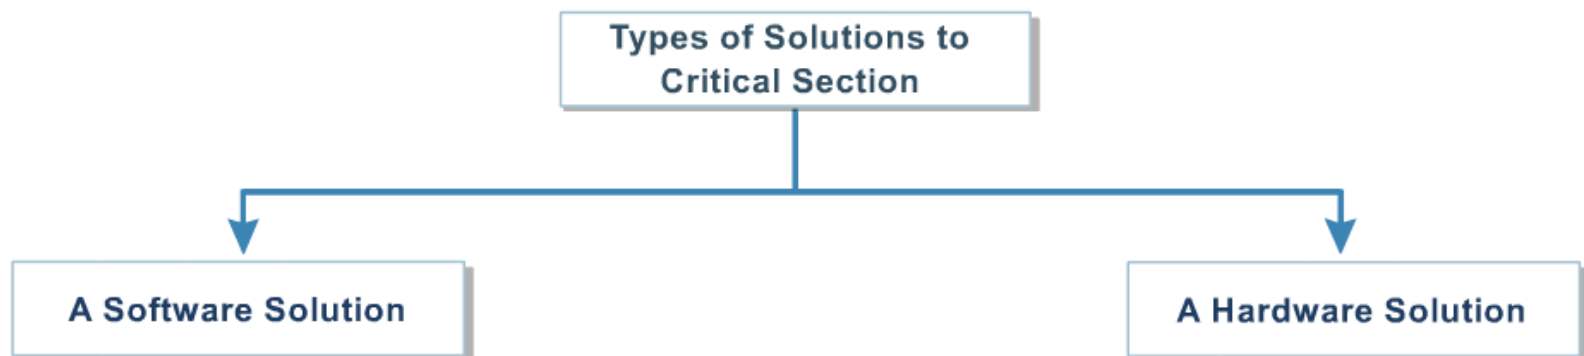 Types of Solutions to
Critical Section
A Software Solution
A Hardware Solution